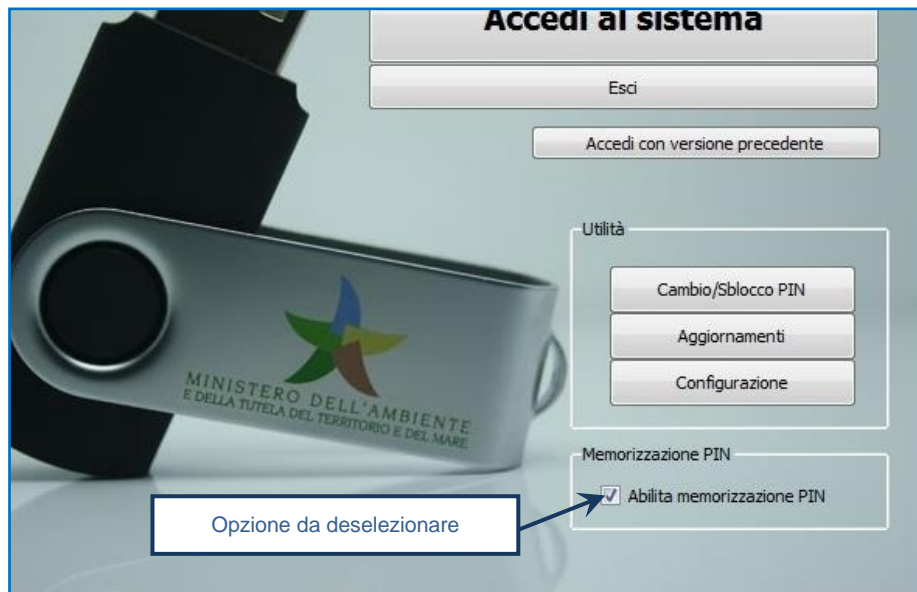 Accedi al sistema
Esci
Accedi con versione precedente
Utilità
Cambio/Sblocco PIN
Aggiornamenti
Configurazione
MINISTERO DELL'AMBIENTE
E DELLA TUTELA DEL TERRITORIO E DEL MARE
Memorizzazione PIN
Abilita memorizzazione PIN
Opzione da deselezionare